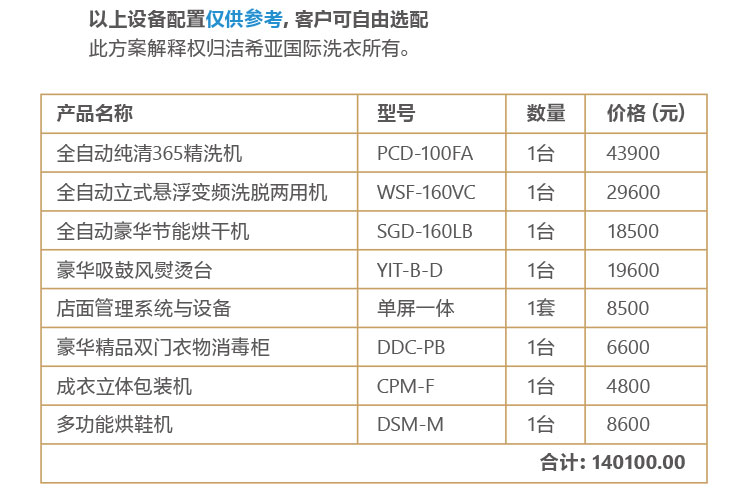 以上设备配置仅供参考, 客户可自由选配
此方案解释权归洁希亚国际洗衣所有。
产品名称 型号 数量 价格 (元)
全自动纯清365精洗机 PCD-100FA 1台 43900
全自动立式悬浮变频洗脱两用机 WSF-160VC 1台 29600
全自动豪华节能烘干机 SGD-160LB 1台 18500
豪华吸鼓风熨烫台 YIT-B-D 1台 19600
店面管理系统与设备 单屏一体 1套 8500
豪华精品双门衣物消毒柜 DDC-PB 1台 6600
成衣立体包装机 CPM-F 1台 4800
多功能烘鞋机 DSM-M 1台 8600
合计: 140100.00